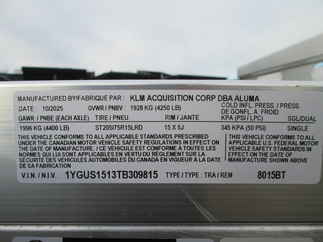 MANUFACTURED BY/FABRIQUE PAR : KLM ACQUISITION CORP DBA ALUMA
DATE: 10/2025 GVWR / PNBV 1928 KG (4250 LB) COLD INFL. PRESS / PRESS DE GONFL. A FROID
GAWR / PNBE (EACH AXLE) TIRE / PNEU RIM / JANTE KPA (PSI / LPC) SGL/DUAL
1996 KG (4400 LB) ST205/75R15LRD 15 X 5J 345 KPA (50 PSI) SINGLE
THIS VEHICLE CONFORMS TO ALL APPLICABLE STANDARDS PRESCRIBED
UNDER THE CANADIAN MOTOR VEHICLE SAFETY REGULATIONS IN EFFECT
ON THE DATE OF MANUFACTURE. / CE VEHICULE EST CONFORME A TOUTES LES
NORMES QUI LUI SONT APPLICABLES EN VERTU DU REGLEMENT SUR LA
SECURITE DES VEHICULES AUTOMOBILES DU CANADA EN VIGUEUR A LA DATE
DE SA FABRICATION.
THIS VEHICLE CONFORMS TO
ALL APPLICABLE U.S. FEDERAL
MOTOR VEHICLE SAFETY
STANDARDS IN EFFECT ON
THE DATE OF MANUFACTURE
SHOWN ABOVE.
V.I.N. / N.I.V. 1YGUS1513TB309815 TYPE / TYPE : TRA / REM 8015BT